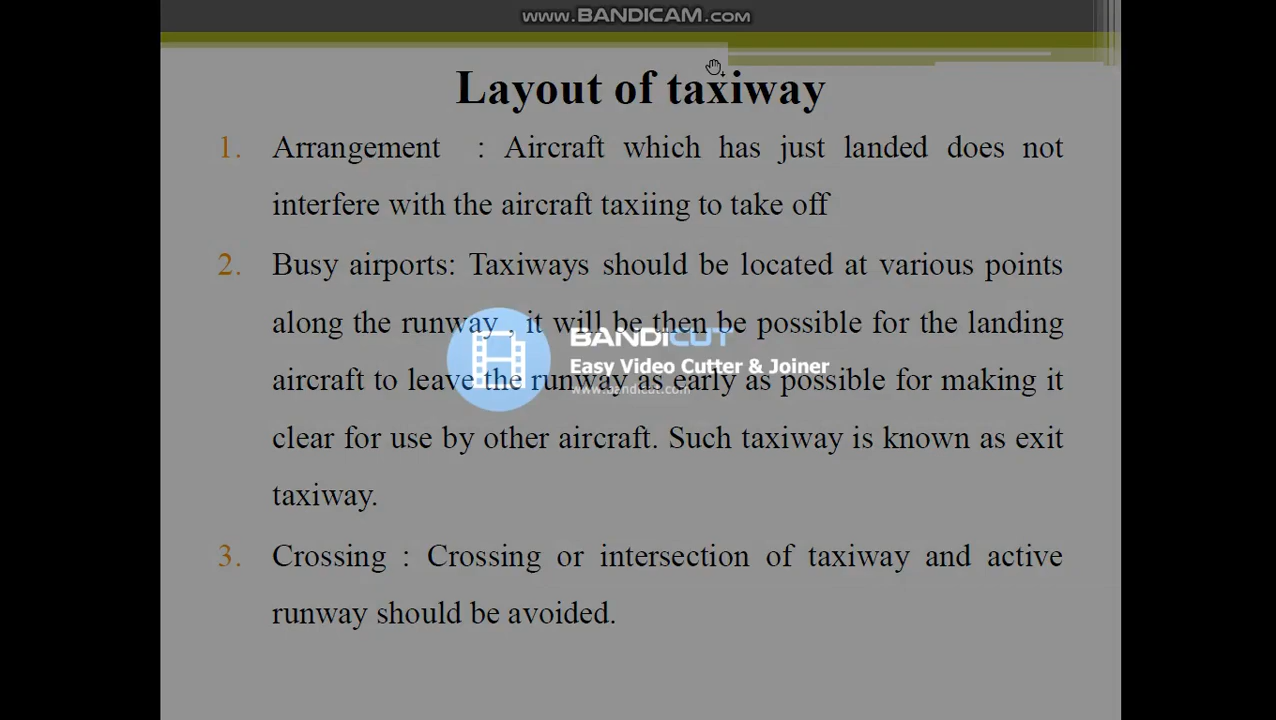 www.BANDICAM.com
Layout of taxiway
1. Arrangement : Aircraft which has just landed does not
interfere with the aircraft taxiing to take off
2. Busy airports: Taxiways should be located at various points
along the runway , it will be then be possible for the landing
aircraft to leave the runway as early as possible for making it
clear for use by other aircraft. Such taxiway is known as exit
taxiway.
3. Crossing : Crossing or intersection of taxiway and active
runway should be avoided.
BANDICUT
Easy Video Cutter & Joiner
www.bandicut.com